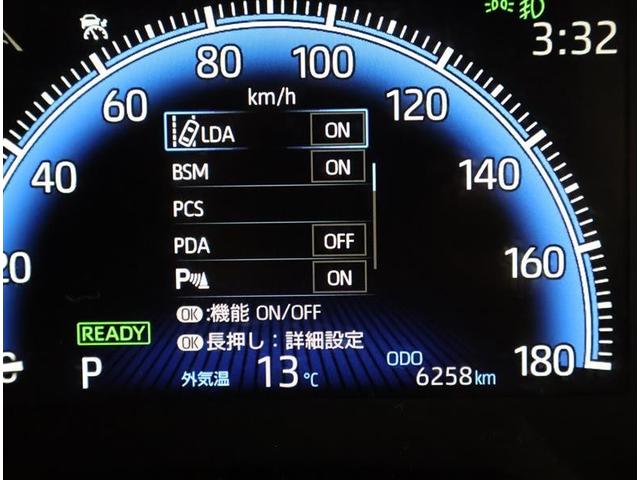 3:32
80 100
60 km/h 120
LDA ON
40 BSM ON 140
PCS
PDA OFF
20 P ON 160
OK:機能 ON/OFF
READY OK長押し:詳細設定
P 外気温 13℃ ODO 6258km 180